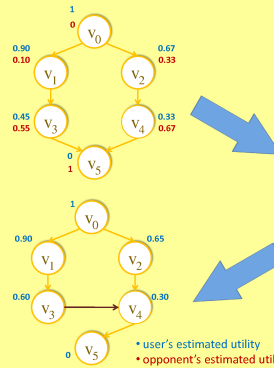 1
0
v0
0.90
0.10
v1
0.67
0.33
v2
0.45
0.55
v3
0.33
0.67
v4
0
1
v5
1
v0
0.90
v1
0.65
v2
0.60
v3
0.30
v4
0
v5
• user's estimated utility
• opponent's estimated util